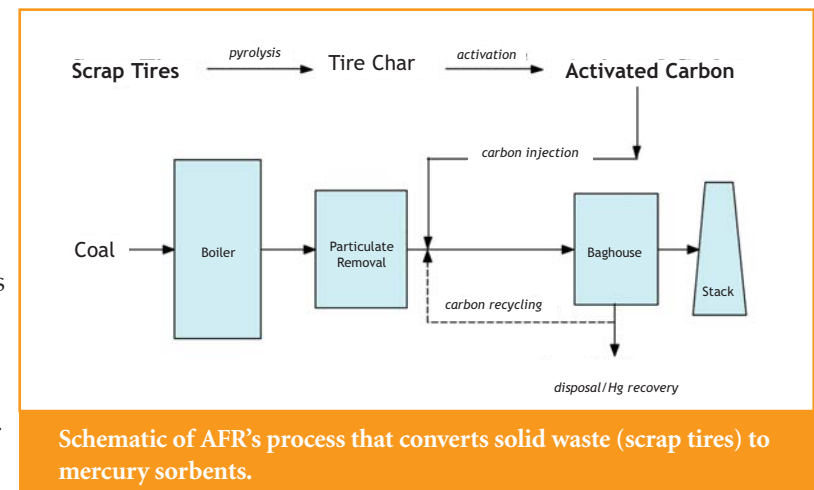 pyrolysis
activation
Scrap Tires
Tire Char
Activated Carbon
carbon injection
Coal
Boiler
Particulate
Removal
Baghouse
Stack
carbon recycling
disposal/Hg recovery
s
.
Schematic of AFR's process that converts solid waste (scrap tires) to
mercury sorbents.